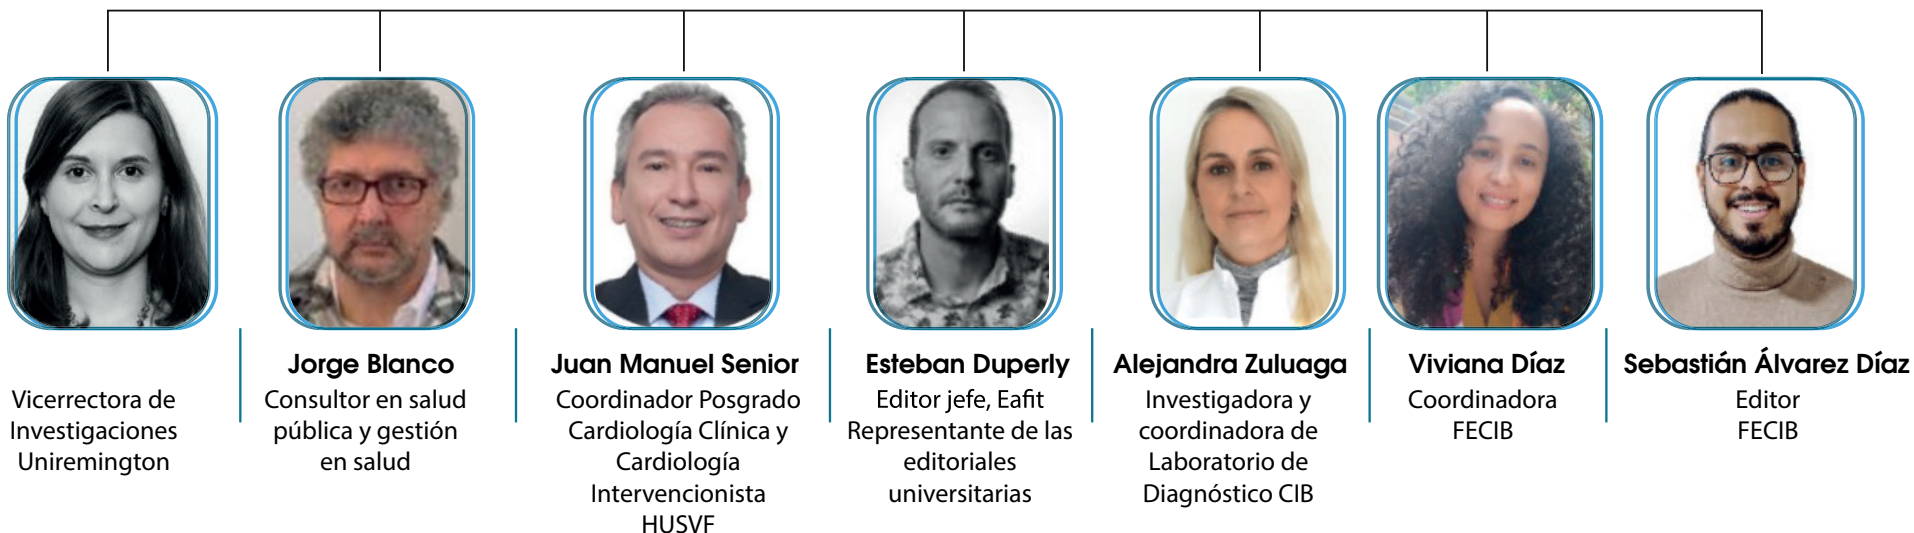 Vicerrectora de
Investigaciones
Uniremington
Jorge Blanco
Consultor en salud
pública y gestión
en salud
Juan Manuel Senior
Coordinador Posgrado
Cardiología Clínica y
Cardiología
Intervencionista
HUSVF
Esteban Duperly
Editor jefe, Eafit
Representante de las
editoriales
universitarias
Alejandra Zuluaga
Investigadora y
coordinadora de
Laboratorio de
Diagnóstico CIB
Viviana Díaz
Coordinadora
FECIB
Sebastián Álvarez Díaz
Editor
FECIB